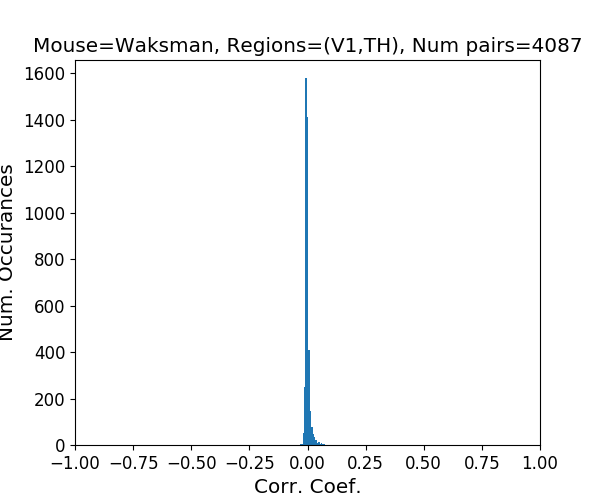 Mouse=Waksman, Regions=(V1,TH), Num pairs=4087
1600
1400
1200
1000
800
600
400
200
0
Num. Occurances
−1.00 −0.75 −0.50 −0.25 0.00 0.25 0.50 0.75 1.00
Corr. Coef.